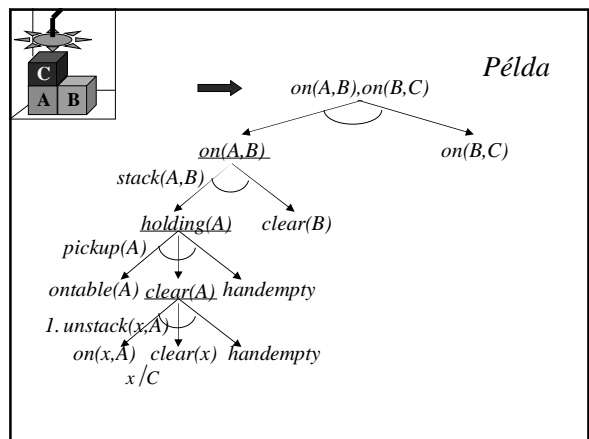 Példa
C
A B
on(A,B),on(B,C)
on(A,B) on(B,C)
stack(A,B)
holding(A) clear(B)
pickup(A)
ontable(A) clear(A) handempty
1. unstack(x,A)
on(x,A) clear(x) handempty
x/C